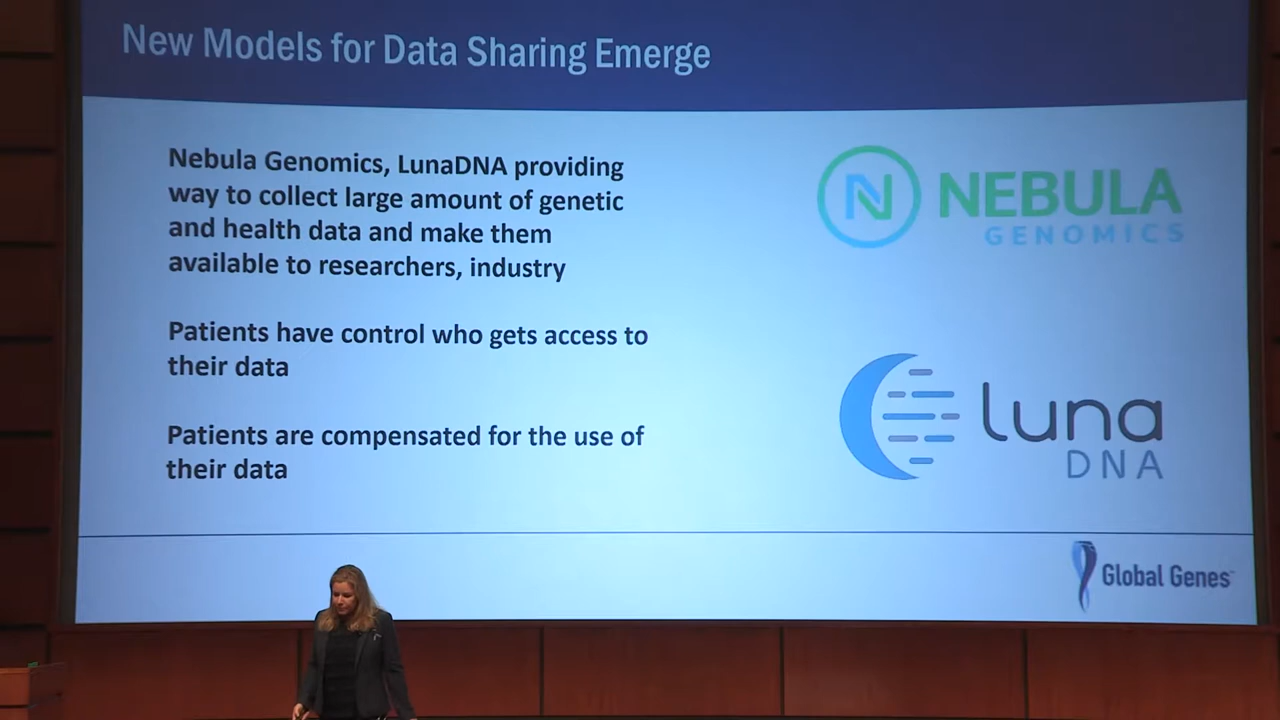 New Models for Data Sharing Emerge
Nebula Genomics, LunaDNA providing
way to collect large amount of genetic
and health data and make them
available to researchers, industry
Patients have control who gets access to
their data
Patients are compensated for the use of
their data
N NEBULA
GENOMICS
luna
DNA
Global Genes™